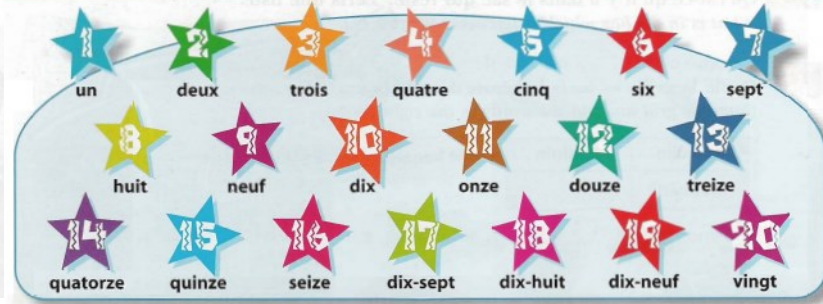 1 2 3 4 5 6 7
un deux trois quatre cinq six sept
8 9 10 11 12 13
huit neuf dix onze douze treize
14 15 16 17 18 19 20
quatorze quinze seize dix-sept dix-huit dix-neuf vingt